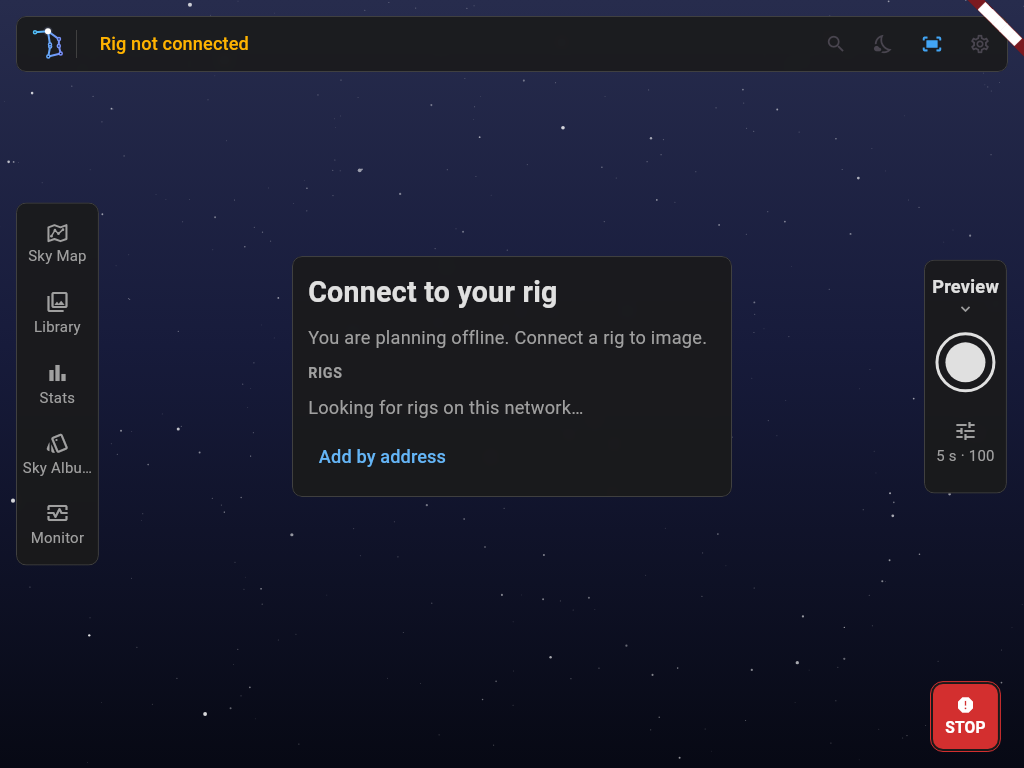 Rig not connected
Sky Map
Library
Stats
Sky Albu…
Monitor
Connect to your rig
You are planning offline. Connect a rig to image.
RIGS
Looking for rigs on this network…
Add by address
Preview
5 s · 100
STOP